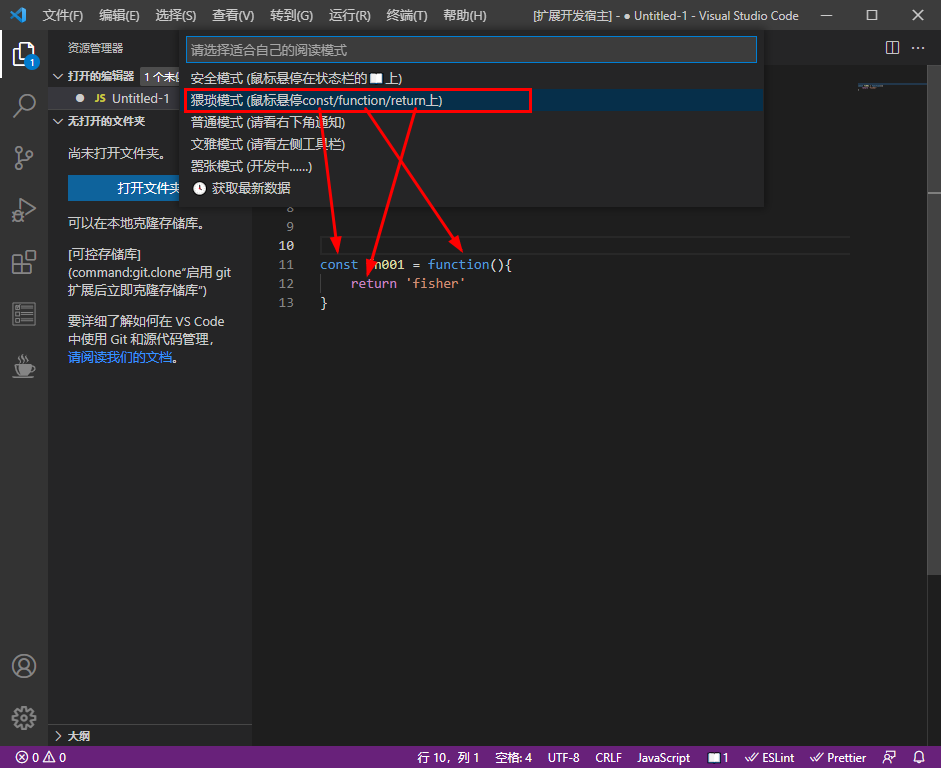 文件(F) 编辑(E) 选择(S) 查看(V) 转到(G) 运行(R) 终端(T) 帮助(H) [扩展开发宿主] - ● Untitled-1 - Visual Studio Code
资源管理器
请选择适合自己的阅读模式
打开的编辑器 1 个未
安全模式 (鼠标悬停在状态栏的📖上)
JS Untitled-1
猥琐模式 (鼠标悬停const/function/return上)
无打开的文件夹
普通模式 (请看右下角通知)
文雅模式 (请看左侧工具栏)
尚未打开文件夹。
嚣张模式 (开发中......)
打开文件夹
获取最新数据
8
可以在本地克隆存储库。
9
10
[可控存储库]
(command:git.clone“启用 git
扩展后立即克隆存储库”)
11 const n001 = function(){
12 return 'fisher'
13 }
要详细了解如何在 VS Code
中使用 Git 和源代码管理，
请阅读我们的文档。
1
大纲
0 0 行 10，列 1 空格: 4 UTF-8 CRLF JavaScript 1 ESLint Prettier